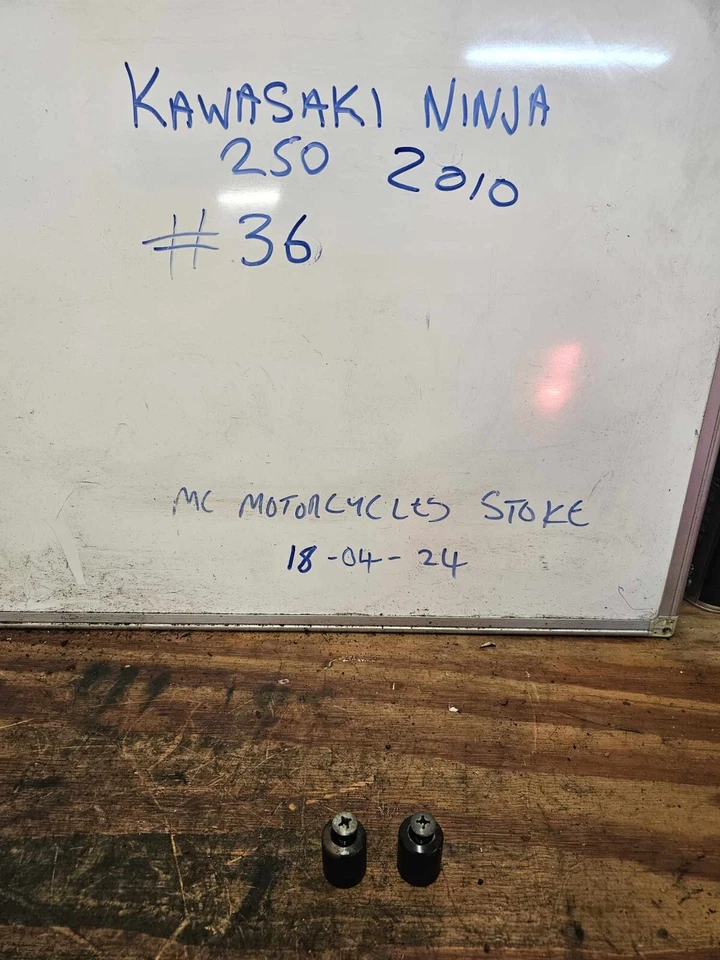 KAWASAKI NINJA
250 2010
#36
MC MOTORCYCLES STOKE
18-04-24